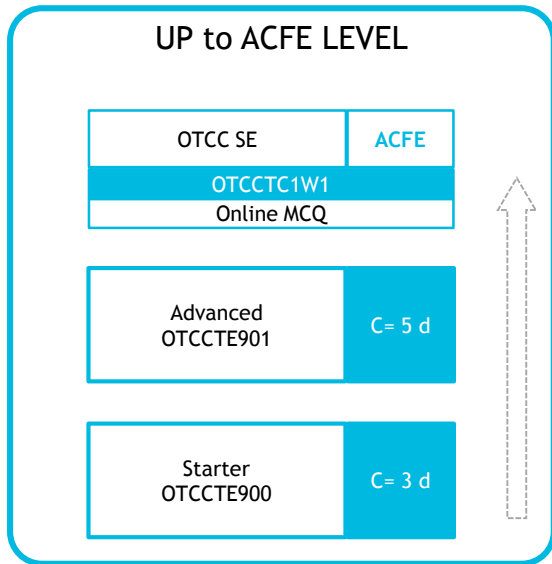 UP to ACFE LEVEL
OTCC SE
ACFE
OTCCTC1W1
Online MCQ
Advanced
OTCCTE901
C= 5 d
Starter
OTCCTE900
C= 3 d